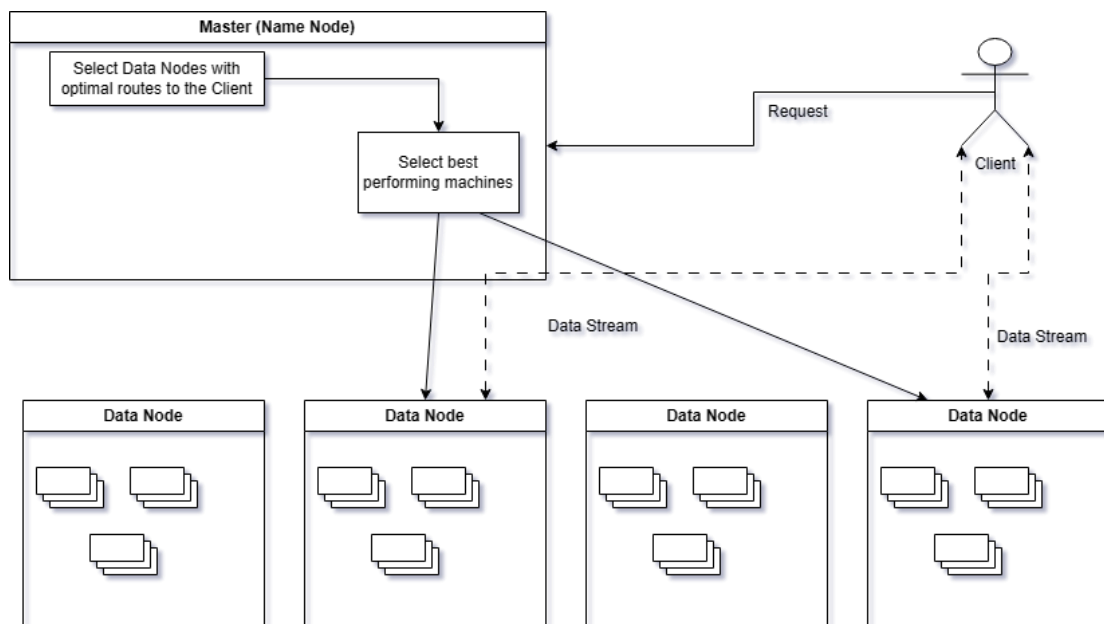 Master (Name Node)
Select Data Nodes with
optimal routes to the Client
Request
Select best
performing machines
Client
Data Stream
Data Stream
Data Node
Data Node
Data Node
Data Node